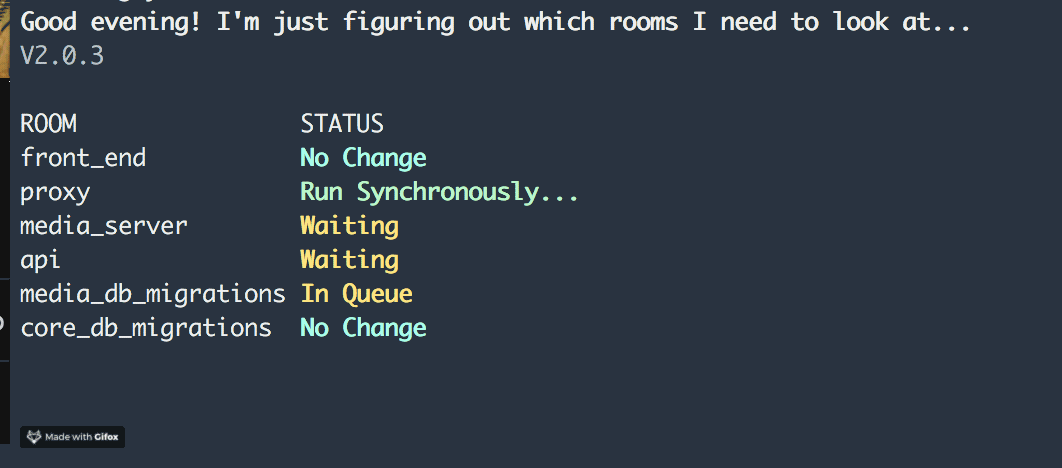 Good evening! I'm just figuring out which rooms I need to look at...
V2.0.3
ROOM STATUS
front_end No Change
proxy Run Synchronously...
media_server Waiting
api Waiting
media_db_migrations In Queue
core_db_migrations No Change
Made with Gifox